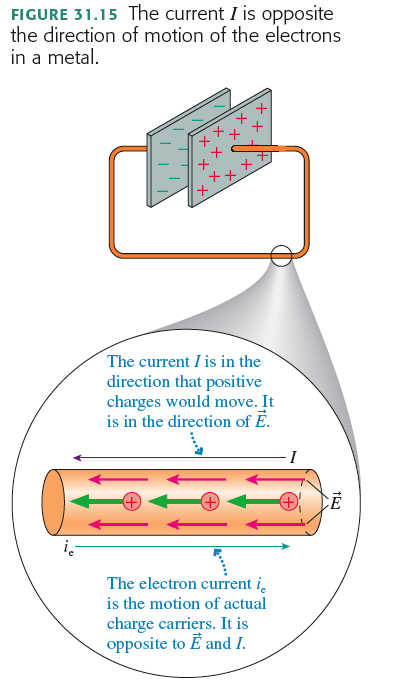 FIGURE 31.15 The current I is opposite
the direction of motion of the electrons
in a metal.
The current I is in the
direction that positive
charges would move. It
is in the direction of E⃗.
I
E⃗
i_e
The electron current i_e
is the motion of actual
charge carriers. It is
opposite to E⃗ and I.